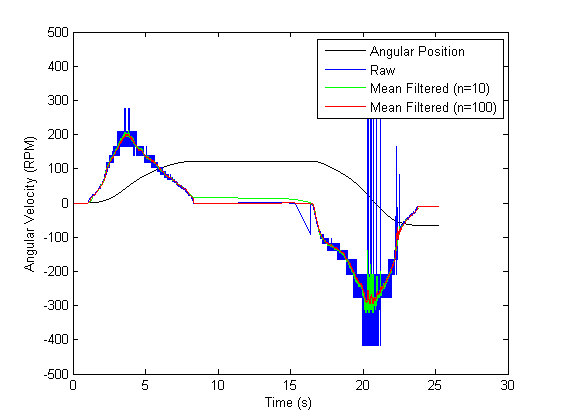 500
400
300
200
100
0
-100
-200
-300
-400
-500
Angular Velocity (RPM)
Angular Position
Raw
Mean Filtered (n=10)
Mean Filtered (n=100)
0 5 10 15 20 25 30
Time (s)